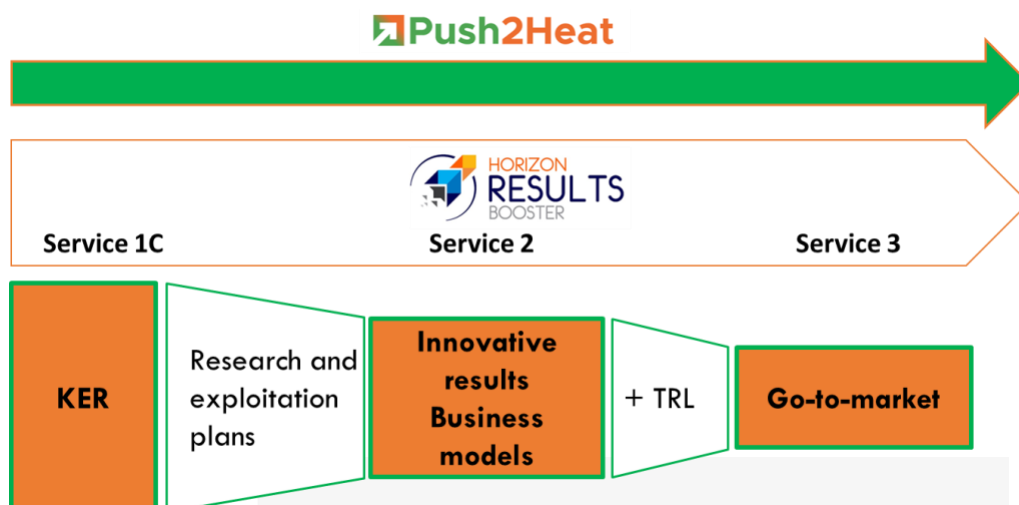 Push2Heat
HORIZON
RESULTS
BOOSTER
Service 1C
Service 2
Service 3
KER
Research and
exploitation
plans
Innovative
results
Business
models
+ TRL
Go-to-market